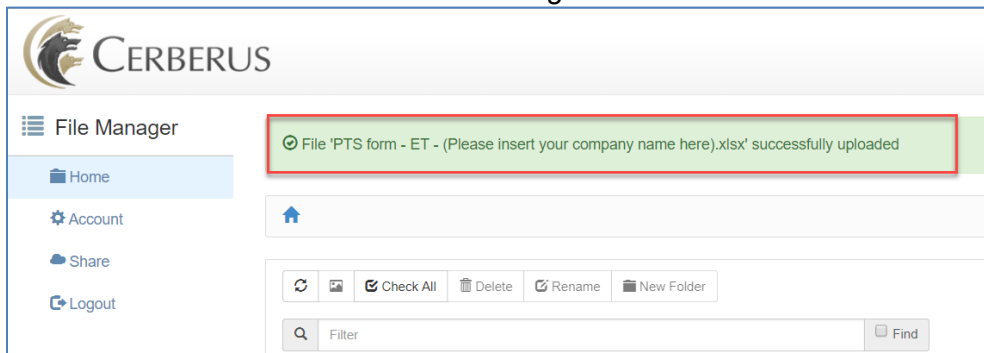 CERBERUS
File Manager
File 'PTS form - ET - (Please insert your company name here).xlsx' successfully uploaded
Home
Account
Share
Logout
Check All Delete Rename New Folder
Filter Find